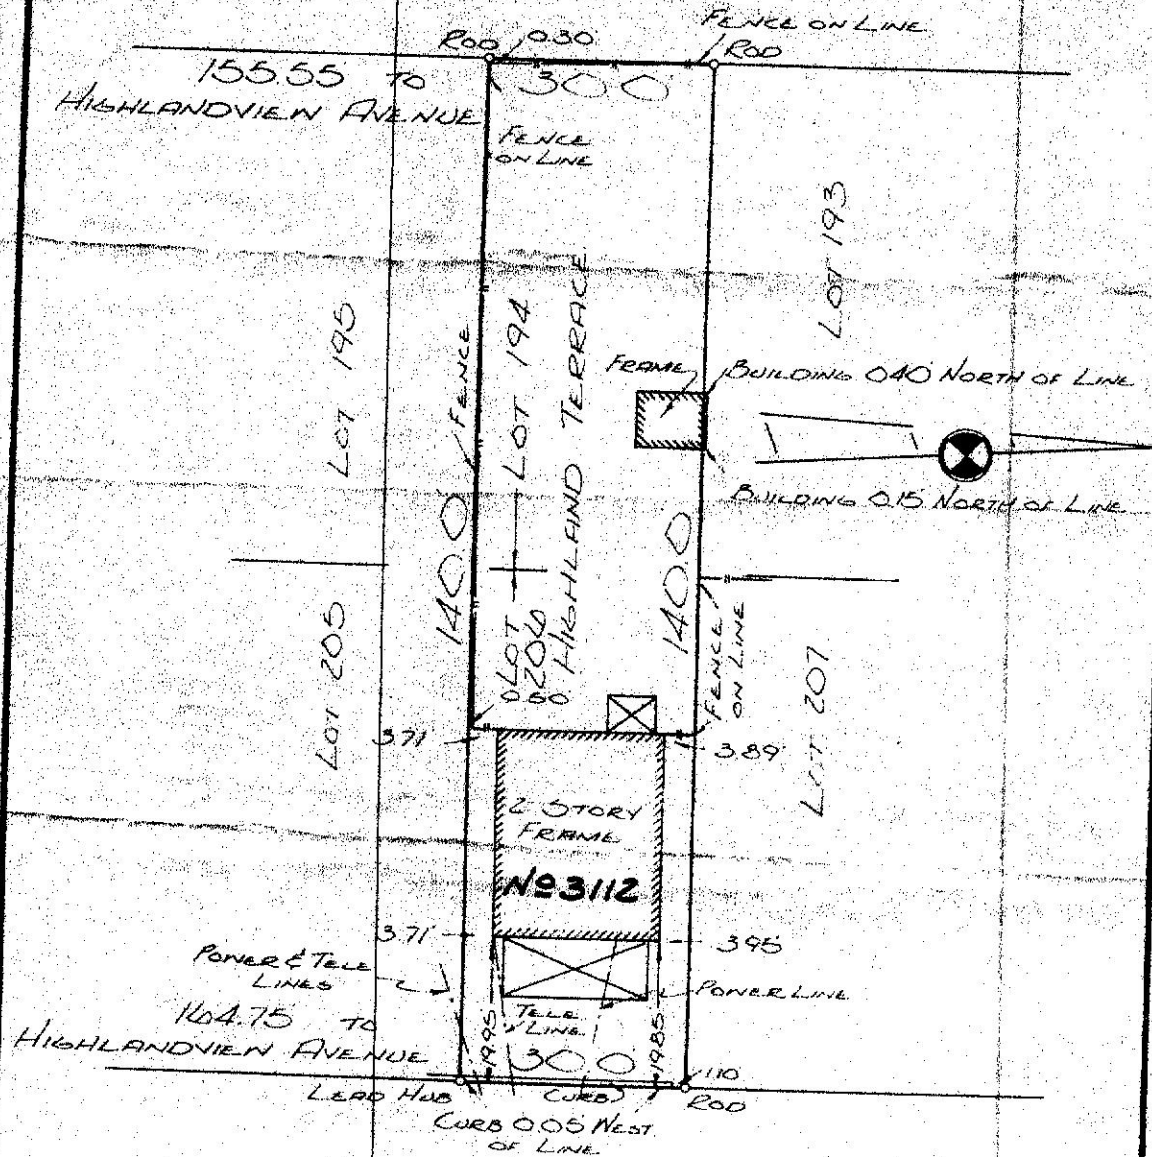 FENCE ON LINE
ROD 0.30
ROD
155.55 TO
HIGHLANDVIEW AVENUE
30.0
FENCE
ON LINE
LOT 193
LOT 195
FENCE
LOT 194
HIGHLAND TERRACE
FRAME
BUILDING 0.40 NORTH OF LINE
BUILDING 0.15 NORTH OF LINE
140.0
140.0
LOT
206
0.50
FENCE
ON LINE
LOT 205
LOT 207
3.71
3.89
2 STORY
FRAME
No 3112
3.71
3.95
POWER & TELE
LINES
POWER LINE
TELE
LINE
164.75 TO
HIGHLANDVIEW AVENUE
19.95
30.0
19.85
1.10
LEAD HUB
CURB
ROD
CURB 0.05 WEST
OF LINE